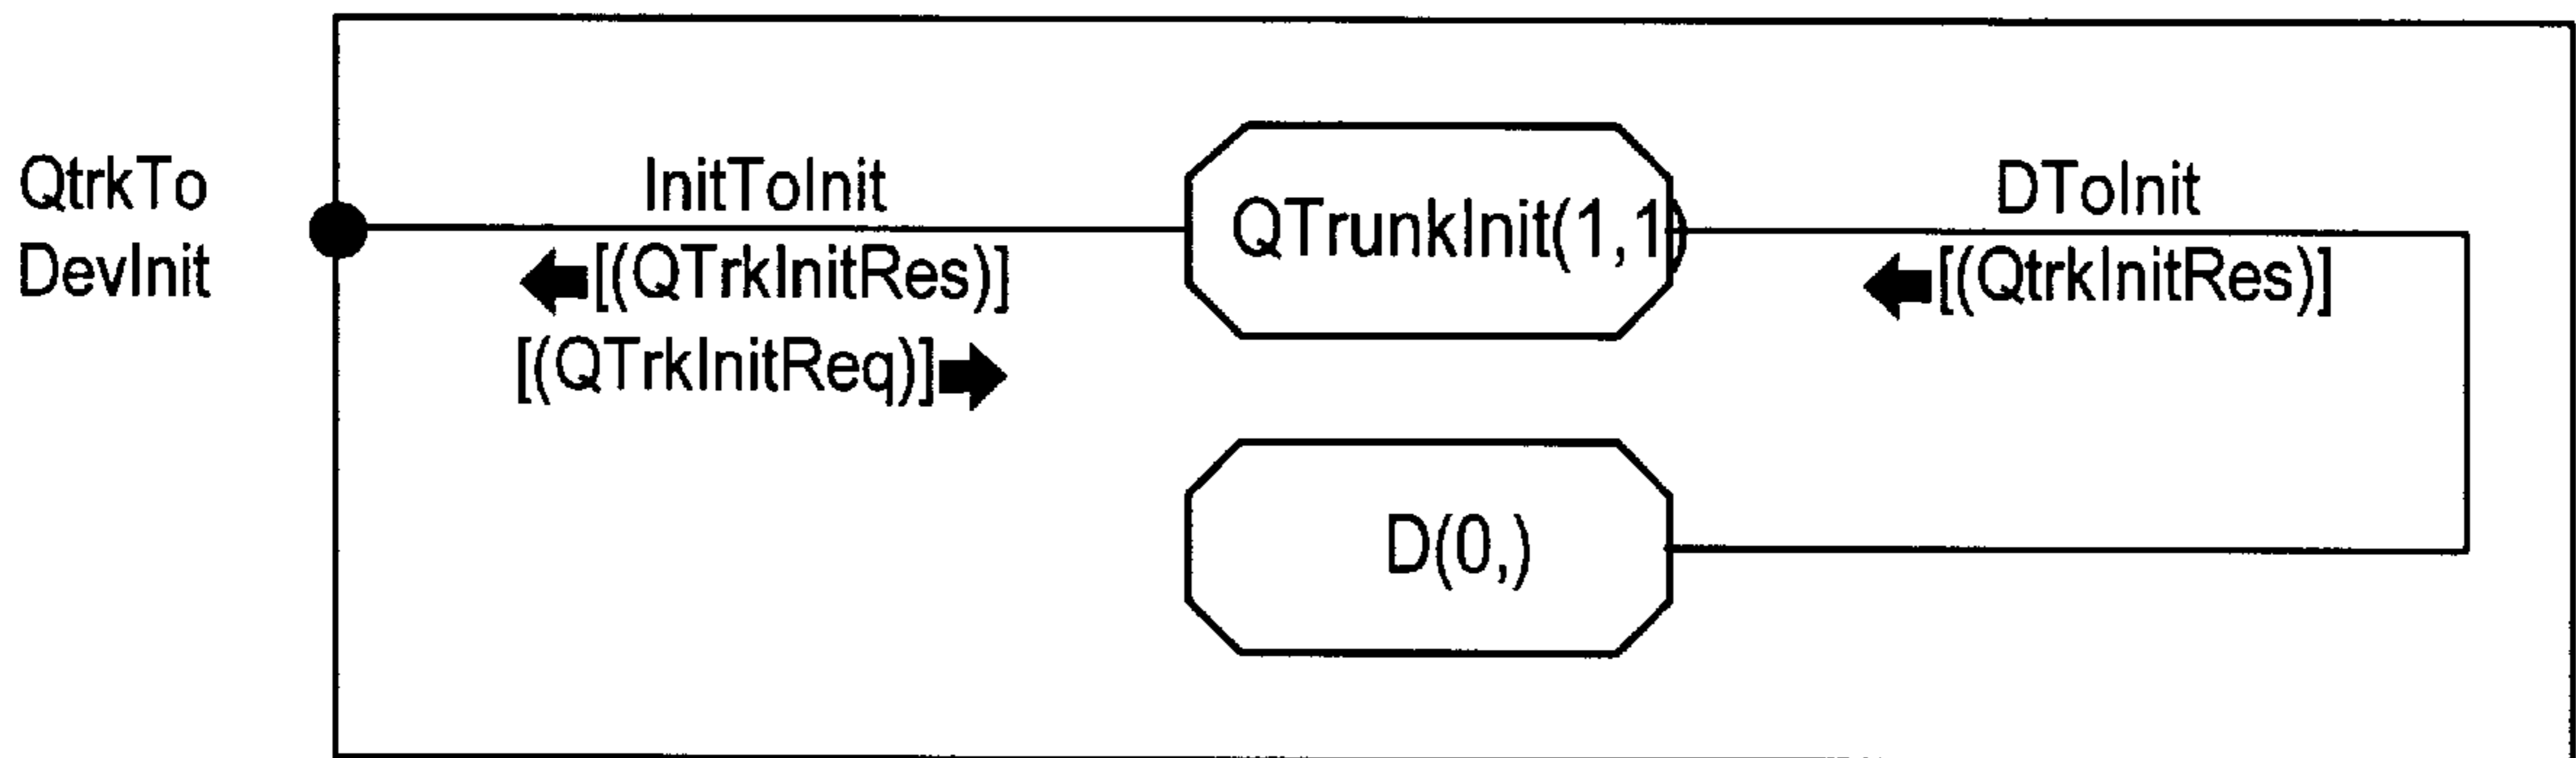 QtrkTo
DevInit
InitToInit
[(QTrkInitRes)]
[(QTrkInitReq)]
QTrunkInit(1,1)
DToInit
[(QtrkInitRes)]
D(0,)